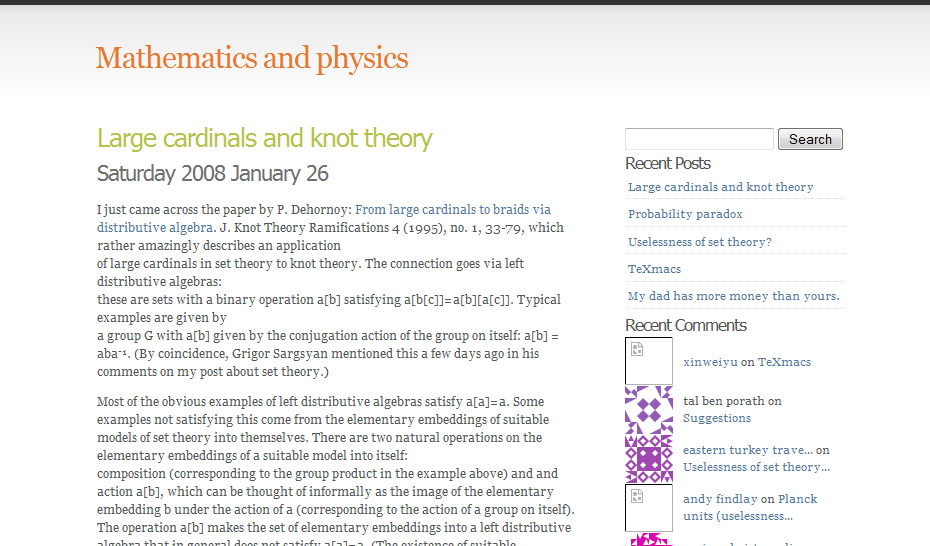 Mathematics and physics
Large cardinals and knot theory
Saturday 2008 January 26
I just came across the paper by P. Dehornoy: From large cardinals to braids via
distributive algebra. J. Knot Theory Ramifications 4 (1995), no. 1, 33-79, which
rather amazingly describes an application
of large cardinals in set theory to knot theory. The connection goes via left
distributive algebras:
these are sets with a binary operation a[b] satisfying a[b[c]]=a[b][a[c]]. Typical
examples are given by
a group G with a[b] given by the conjugation action of the group on itself: a[b] =
aba⁻¹. (By coincidence, Grigor Sargsyan mentioned this a few days ago in his
comments on my post about set theory.)
Most of the obvious examples of left distributive algebras satisfy a[a]=a. Some
examples not satisfying this come from the elementary embeddings of suitable
models of set theory into themselves. There are two natural operations on the
elementary embeddings of a suitable model into itself:
composition (corresponding to the group product in the example above) and and
action a[b], which can be thought of informally as the image of the elementary
embedding b under the action of a (corresponding to the action of a group on itself).
The operation a[b] makes the set of elementary embeddings into a left distributive
algebra that in general does not satisfy a[a]=a. (The existence of suitable
Search
Recent Posts
Large cardinals and knot theory
Probability paradox
Uselessness of set theory?
TeXmacs
My dad has more money than yours.
Recent Comments
xinweiyu on TeXmacs
tal ben porath on
Suggestions
eastern turkey trave... on
Uselessness of set theory...
andy findlay on Planck
units (uselessness...